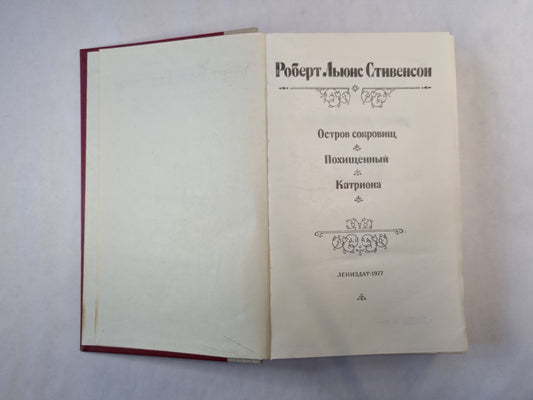 Роберт Льюис Стивенсон
Остров сокровищ
Похищенный
Катриона
ЛЕНИЗДАТ·1977